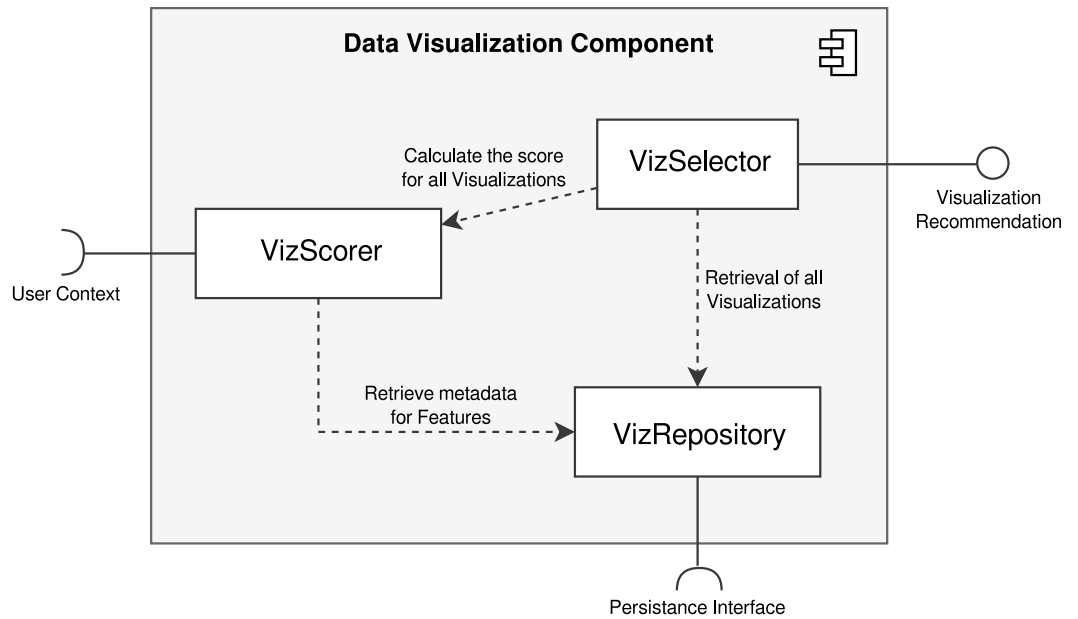 Data Visualization Component
VizSelector
Calculate the score
for all Visualizations
Visualization
Recommendation
VizScorer
User Context
Retrieval of all
Visualizations
Retrieve metadada
for Features
VizRepository
Persistance Interface